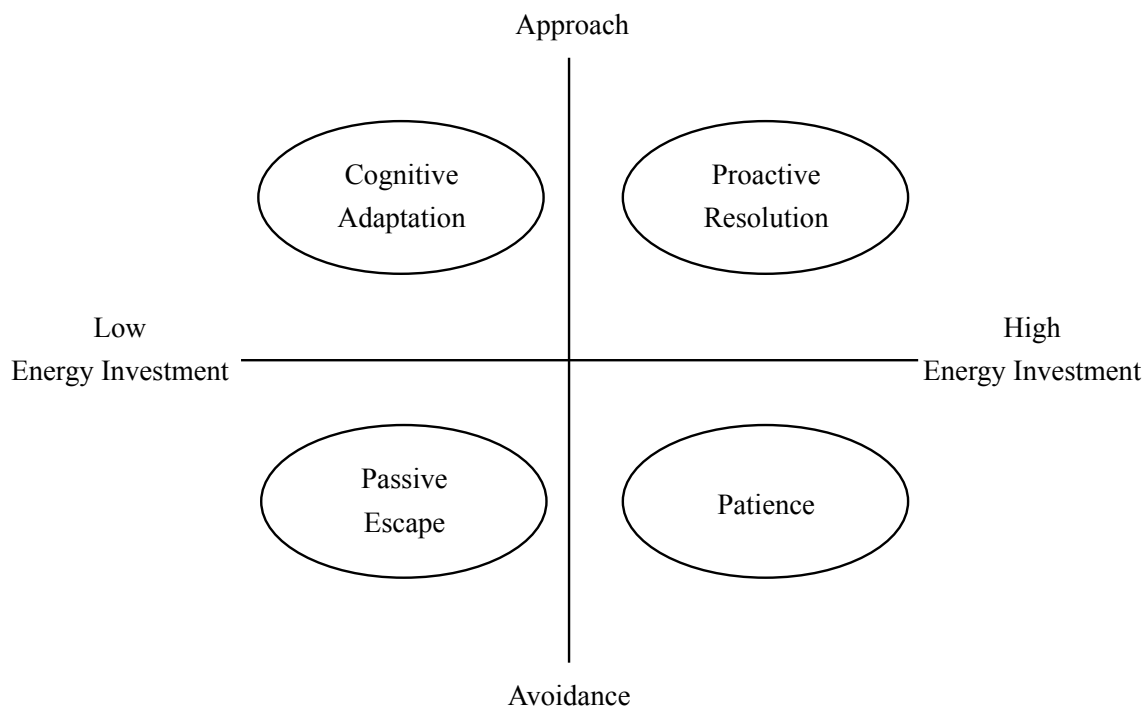 Approach
Cognitive
Adaptation
Proactive
Resolution
Low
Energy Investment
High
Energy Investment
Passive
Escape
Patience
Avoidance